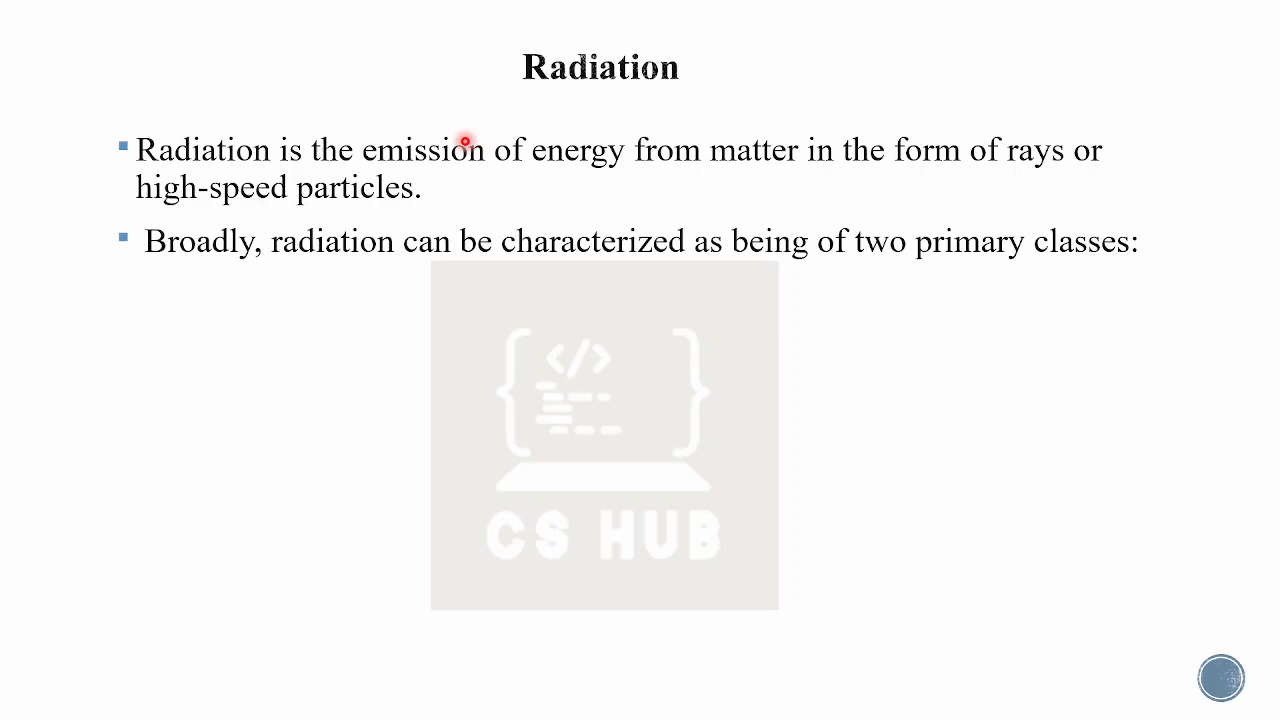 Radiation
Radiation is the emission of energy from matter in the form of rays or
high-speed particles.
Broadly, radiation can be characterized as being of two primary classes:
</>
CS HUB